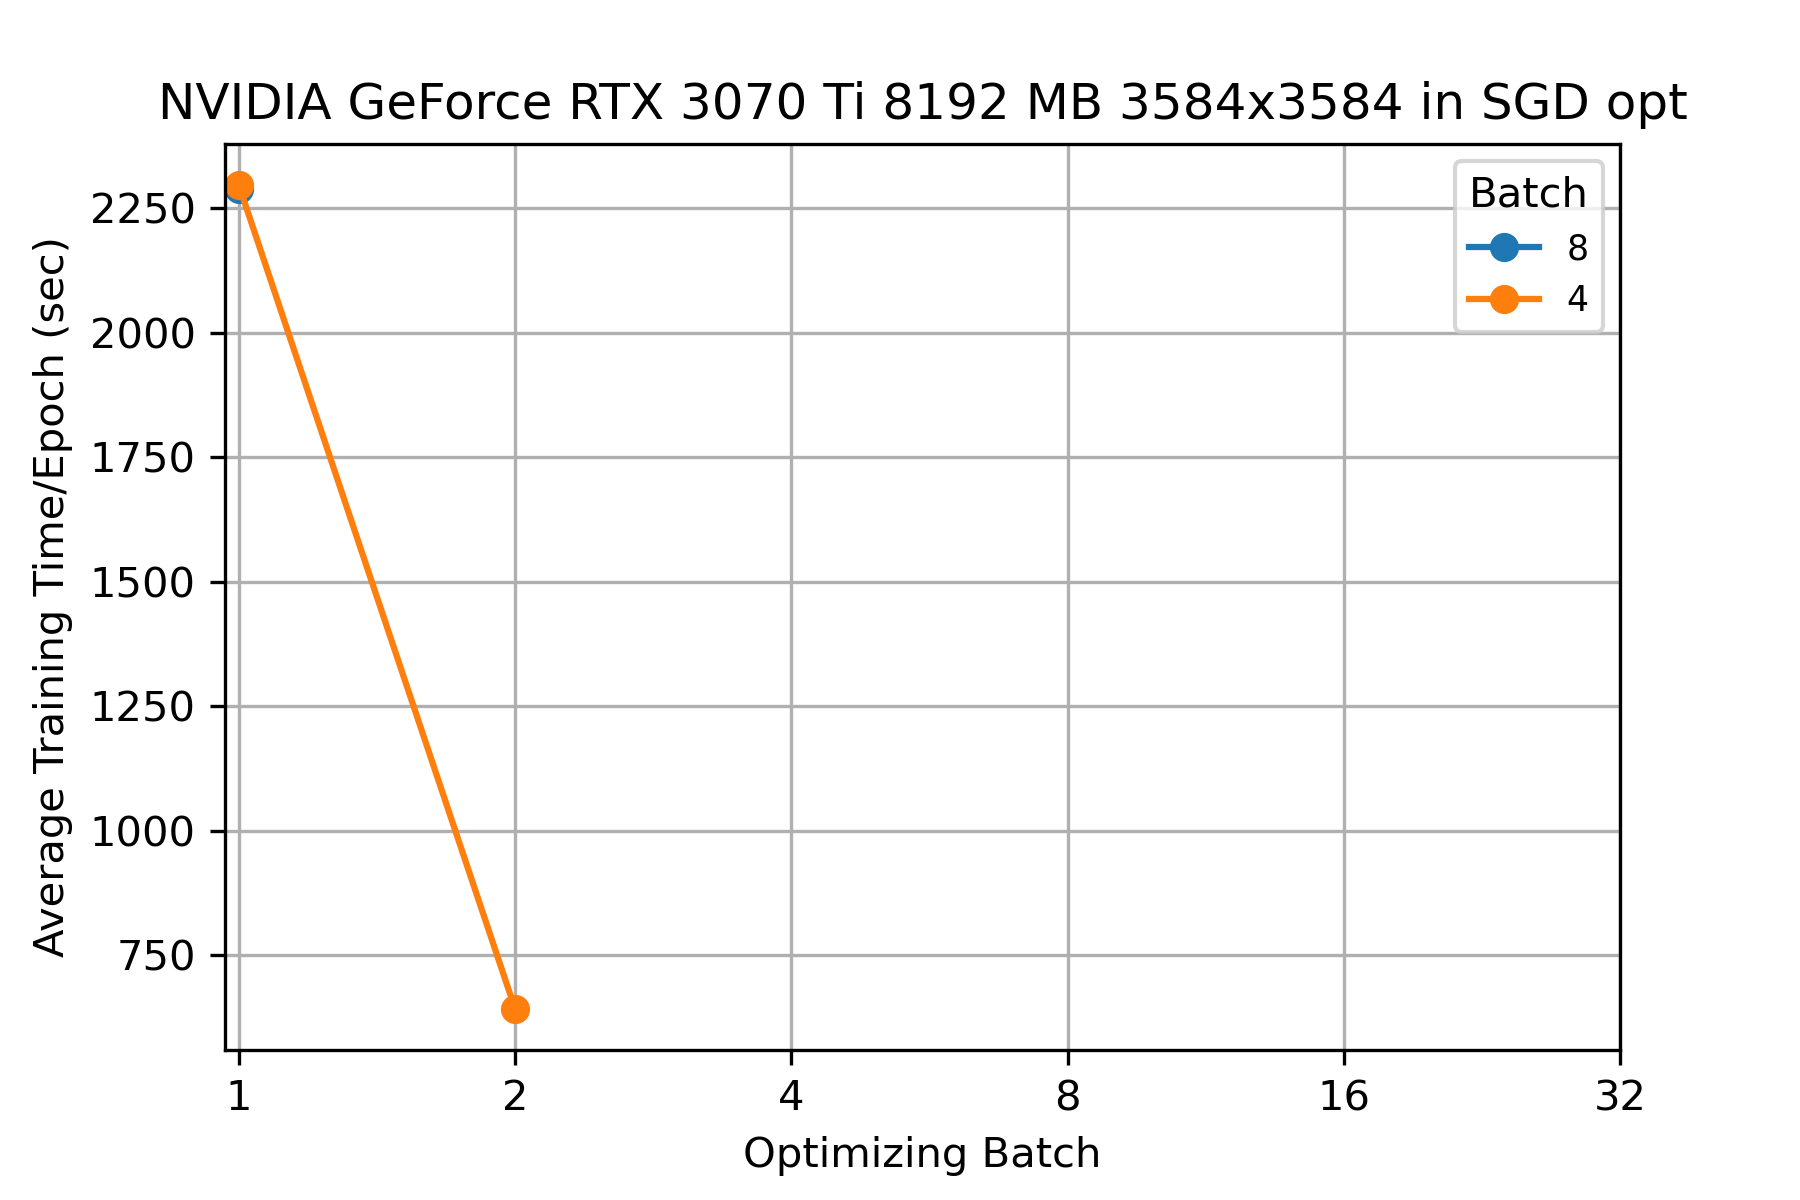 NVIDIA GeForce RTX 3070 Ti 8192 MB 3584x3584 in SGD opt
Average Training Time/Epoch (sec)
2250
2000
1750
1500
1250
1000
750
Batch
8
4
1 2 4 8 16 32
Optimizing Batch